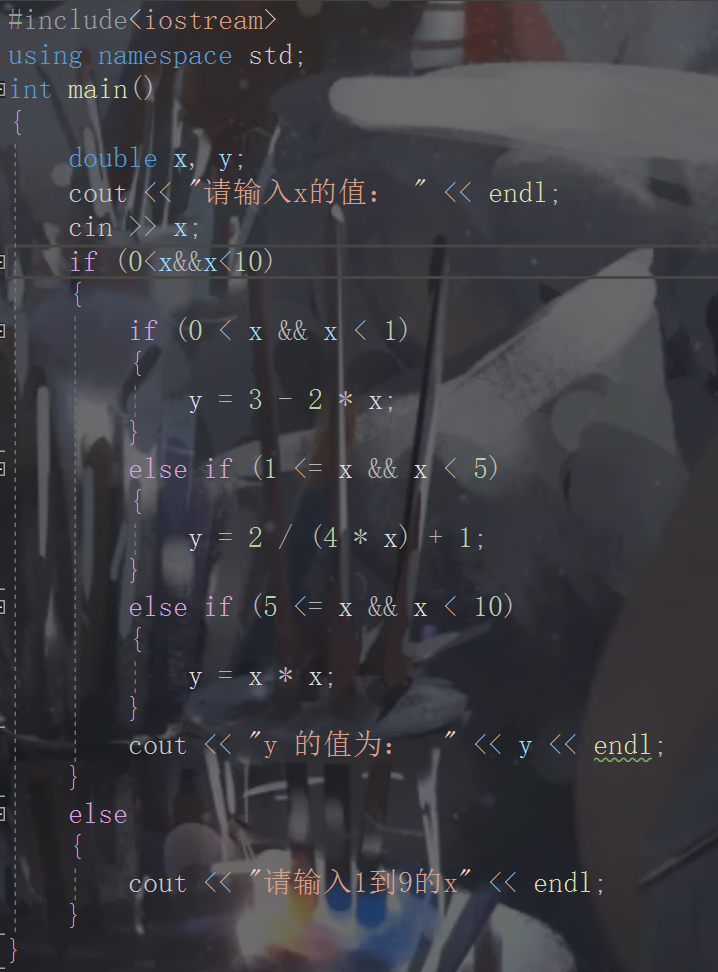 #include<iostream>
using namespace std;
int main()
{
    double x, y;
    cout << "请输入x的值： " << endl;
    cin >> x;
    if (0<x&&x<10)
    {
        if (0 < x && x < 1)
        {
            y = 3 - 2 * x;
        }
        else if (1 <= x && x < 5)
        {
            y = 2 / (4 * x) + 1;
        }
        else if (5 <= x && x < 10)
        {
            y = x * x;
        }
        cout << "y 的值为：  " << y << endl;
    }
    else
    {
        cout << "请输入1到9的x" << endl;
    }
}